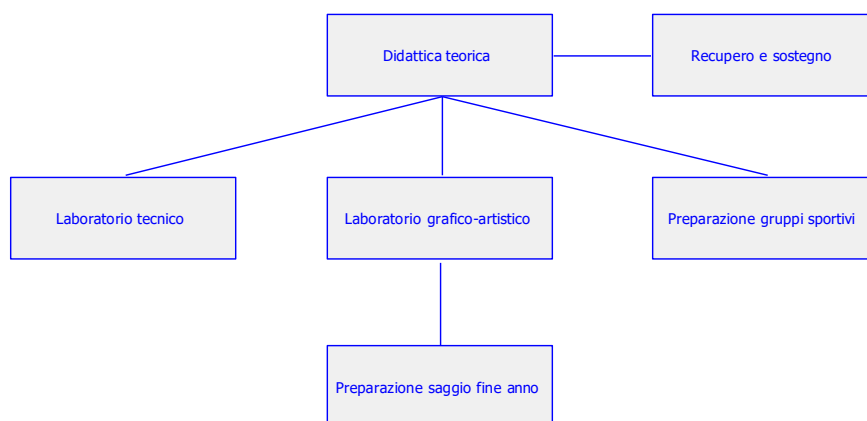 Didattica teorica
Recupero e sostegno
Laboratorio tecnico
Laboratorio grafico-artistico
Preparazione gruppi sportivi
Preparazione saggio fine anno